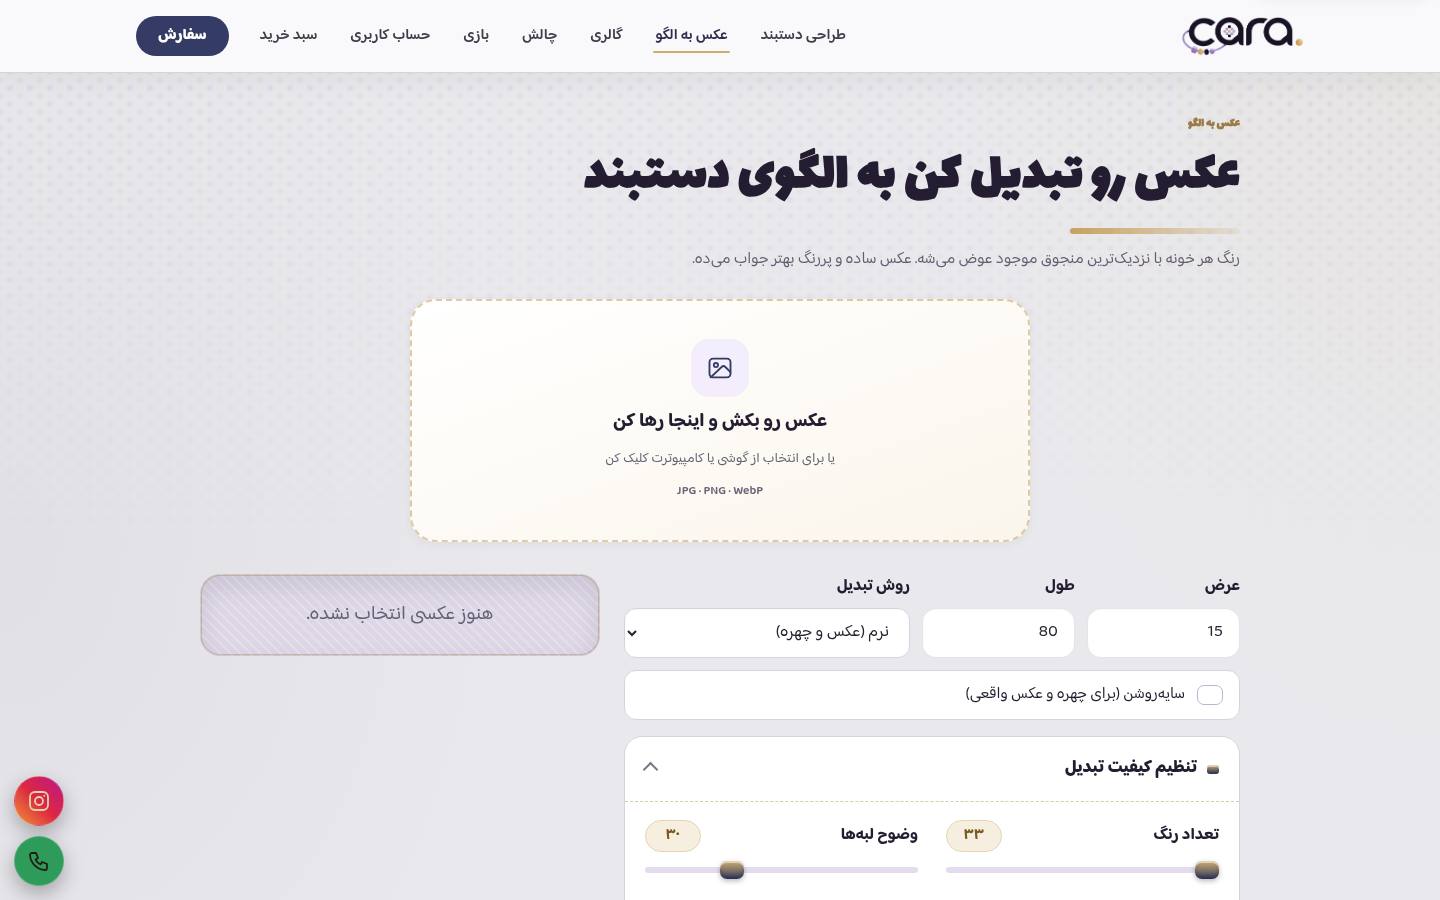 cara.
طراحی دستبند
عکس به الگو
گالری
چالش
بازی
حساب کاربری
سبد خرید
سفارش
عکس به الگو
عکس رو تبدیل کن به الگوی دستبند
رنگ هر خونه با نزدیک‌ترین منجوق موجود عوض می‌شه. عکس ساده و پررنگ بهتر جواب می‌ده.
عکس رو بکش و اینجا رها کن
یا برای انتخاب از گوشی یا کامپیوترت کلیک کن
JPG · PNG · WebP
عرض
طول
روش تبدیل
15
80
نرم (عکس و چهره)
سایه‌روشن (برای چهره و عکس واقعی)
هنوز عکسی انتخاب نشده.
تنظیم کیفیت تبدیل
تعداد رنگ
۳۳
وضوح لبه‌ها
۳۰